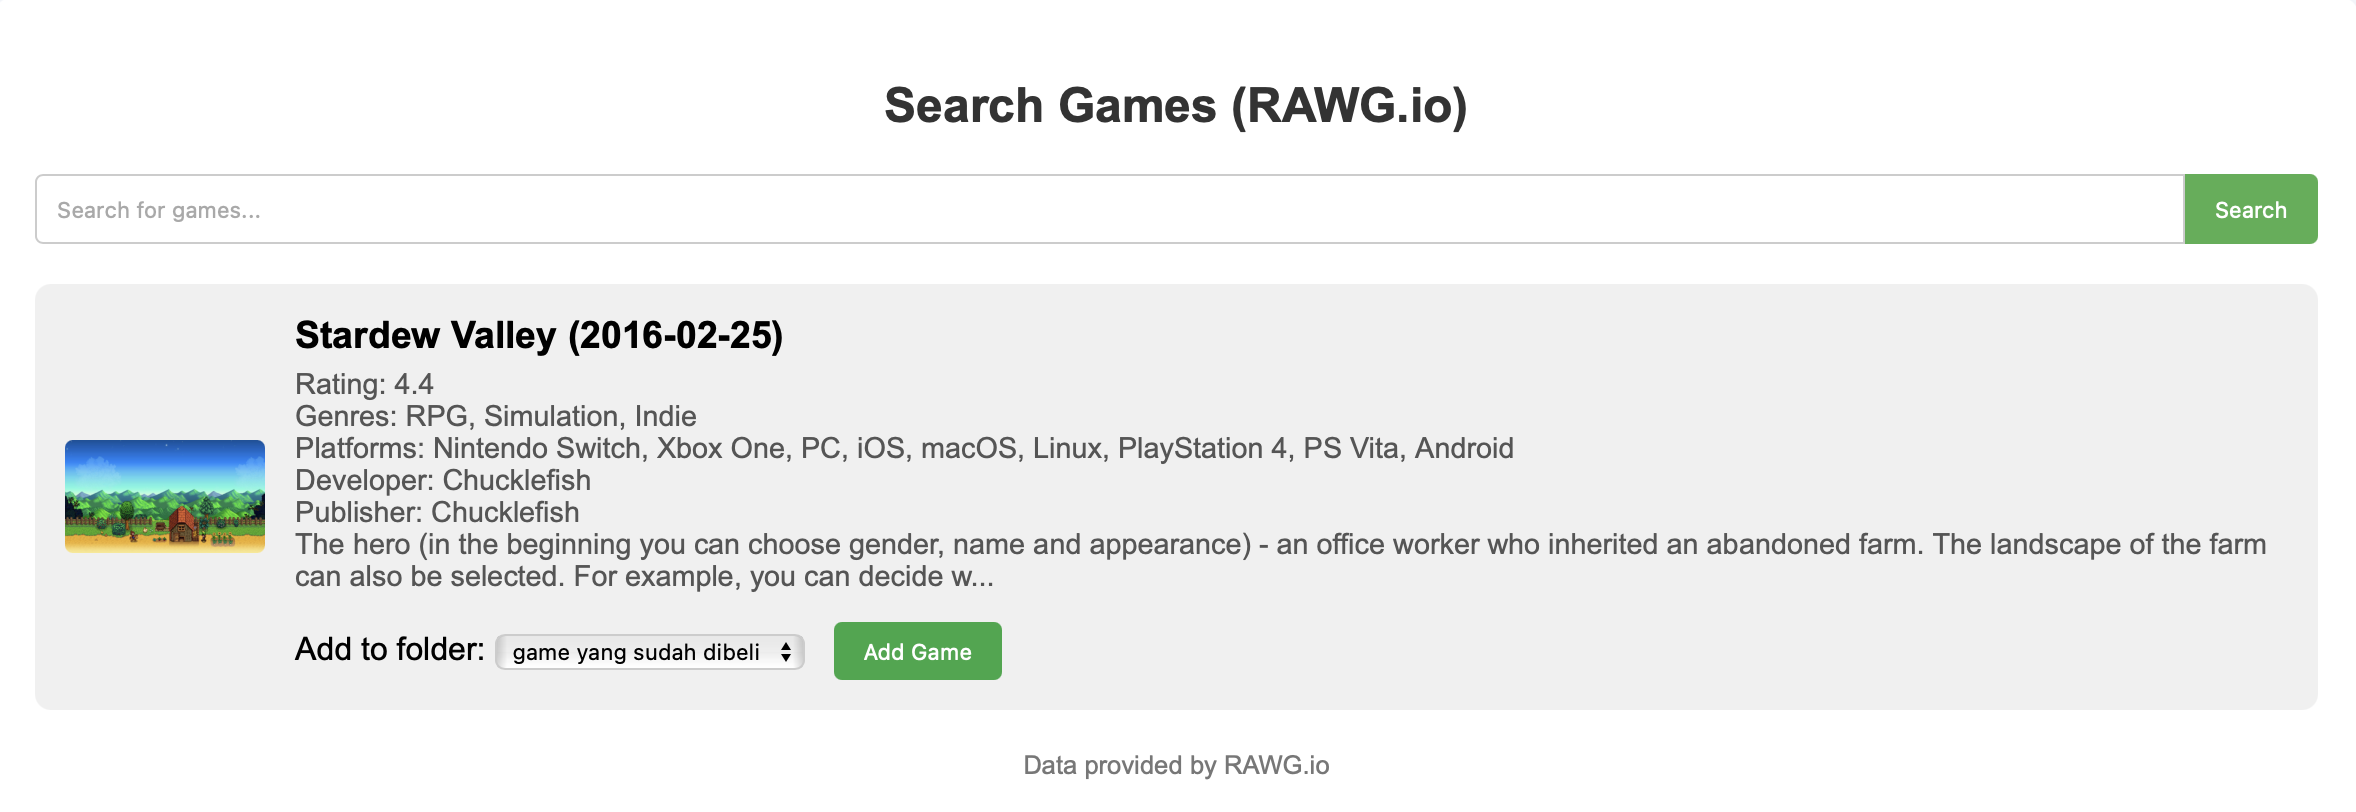 Search Games (RAWG.io)
Search for games...
Search
Stardew Valley (2016-02-25)
Rating: 4.4
Genres: RPG, Simulation, Indie
Platforms: Nintendo Switch, Xbox One, PC, iOS, macOS, Linux, PlayStation 4, PS Vita, Android
Developer: Chucklefish
Publisher: Chucklefish
The hero (in the beginning you can choose gender, name and appearance) - an office worker who inherited an abandoned farm. The landscape of the farm
can also be selected. For example, you can decide w...
Add to folder: game yang sudah dibeli
Add Game
Data provided by RAWG.io